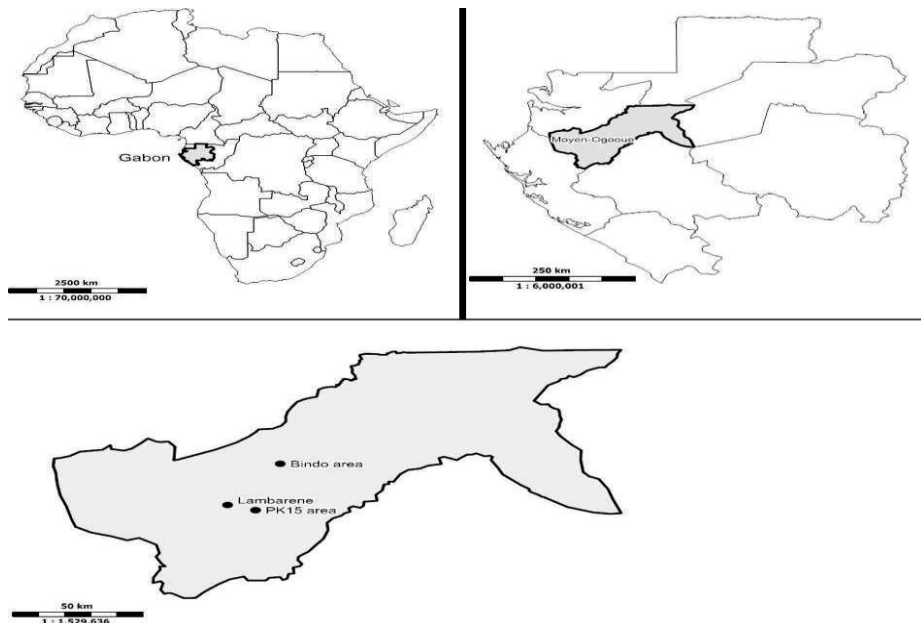 Gabon
2500 km
1 : 70,000,000
Moyen-Ogooue
250 km
1 : 6,000,001
Bindo area
Lambarene
PK15 area
50 km
1 : 1,529,636